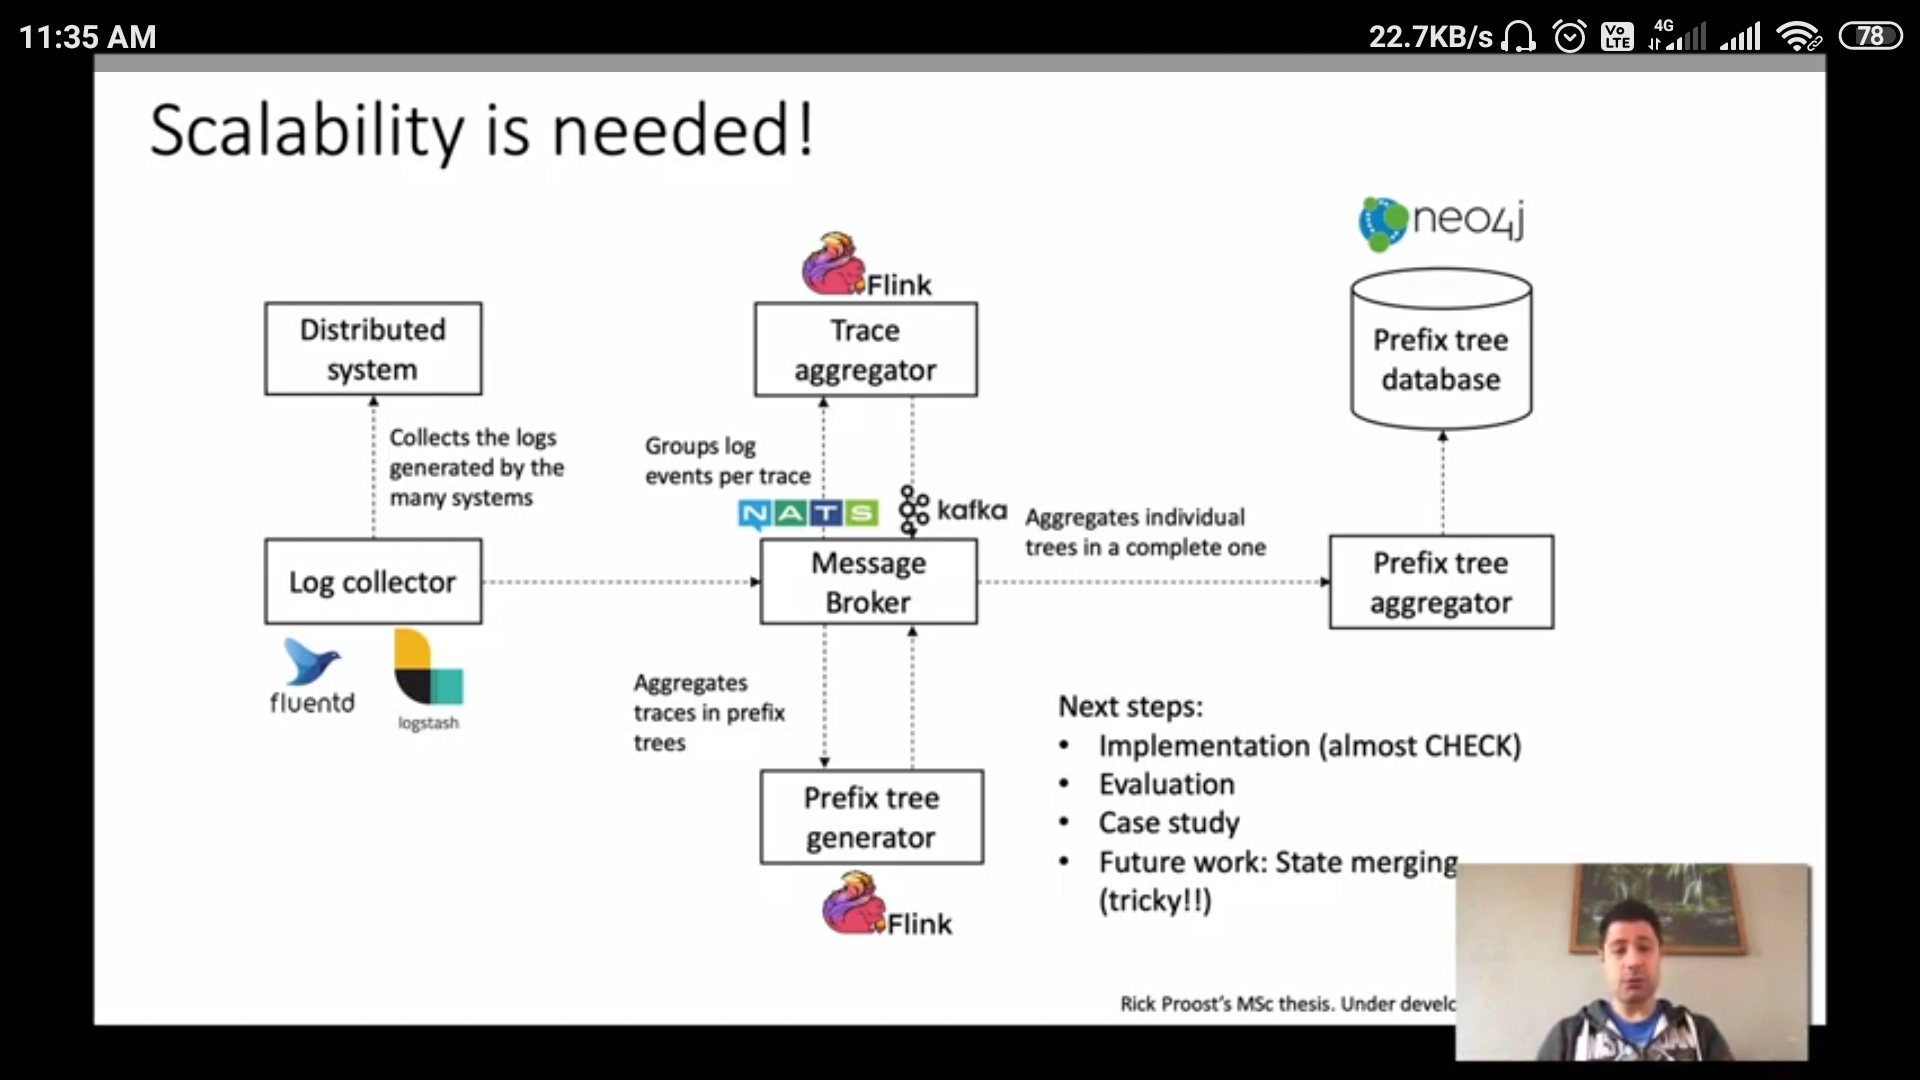 11:35 AM
22.7KB/s
Vo
LTE
4G
78
Scalability is needed!
neo4j
Flink
Distributed
system
Trace
aggregator
Prefix tree
database
Collects the logs
generated by the
many systems
Groups log
events per trace
NATS
kafka
Aggregates individual
trees in a complete one
Log collector
Message
Broker
Prefix tree
aggregator
fluentd
logstash
Aggregates
traces in prefix
trees
Prefix tree
generator
Flink
Next steps:
• Implementation (almost CHECK)
• Evaluation
• Case study
• Future work: State merging
(tricky!!)
Rick Proost's MSc thesis. Under develo